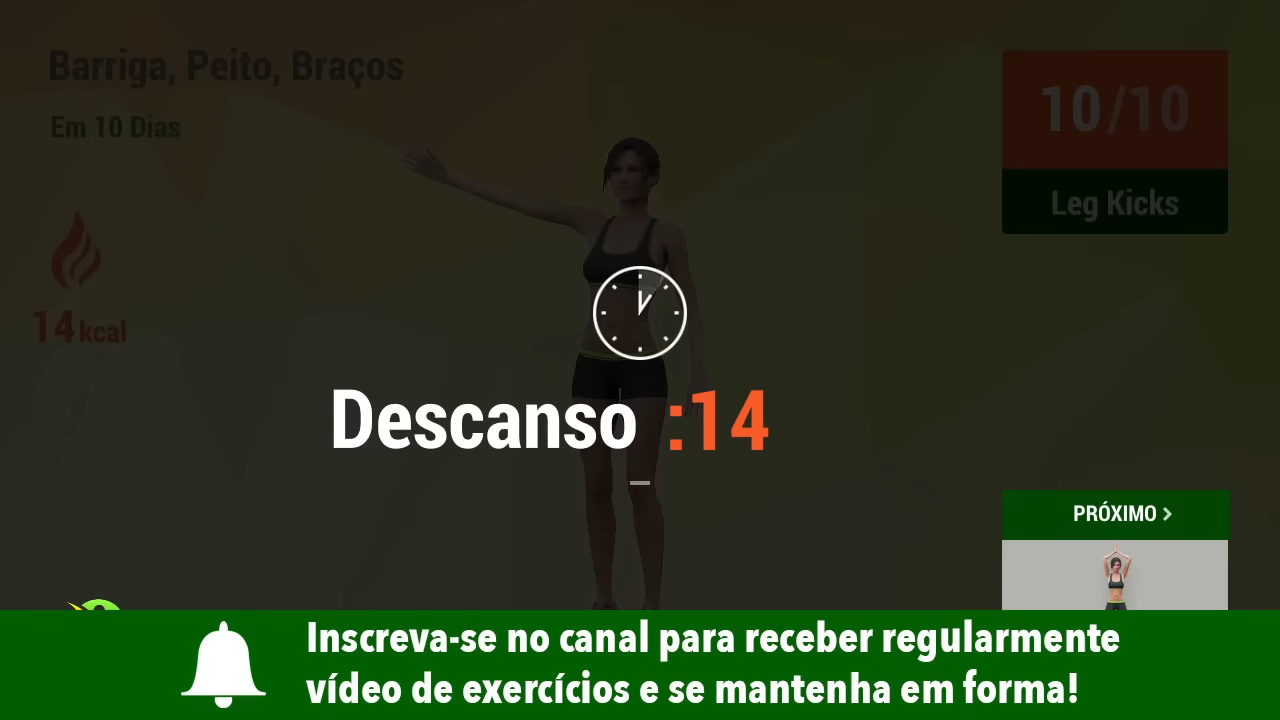 Barriga, Peito, Braços
Em 10 Dias
10/10
Leg Kicks
14 kcal
Descanso :14
PRÓXIMO >
Inscreva-se no canal para receber regularmente
vídeo de exercícios e se mantenha em forma!